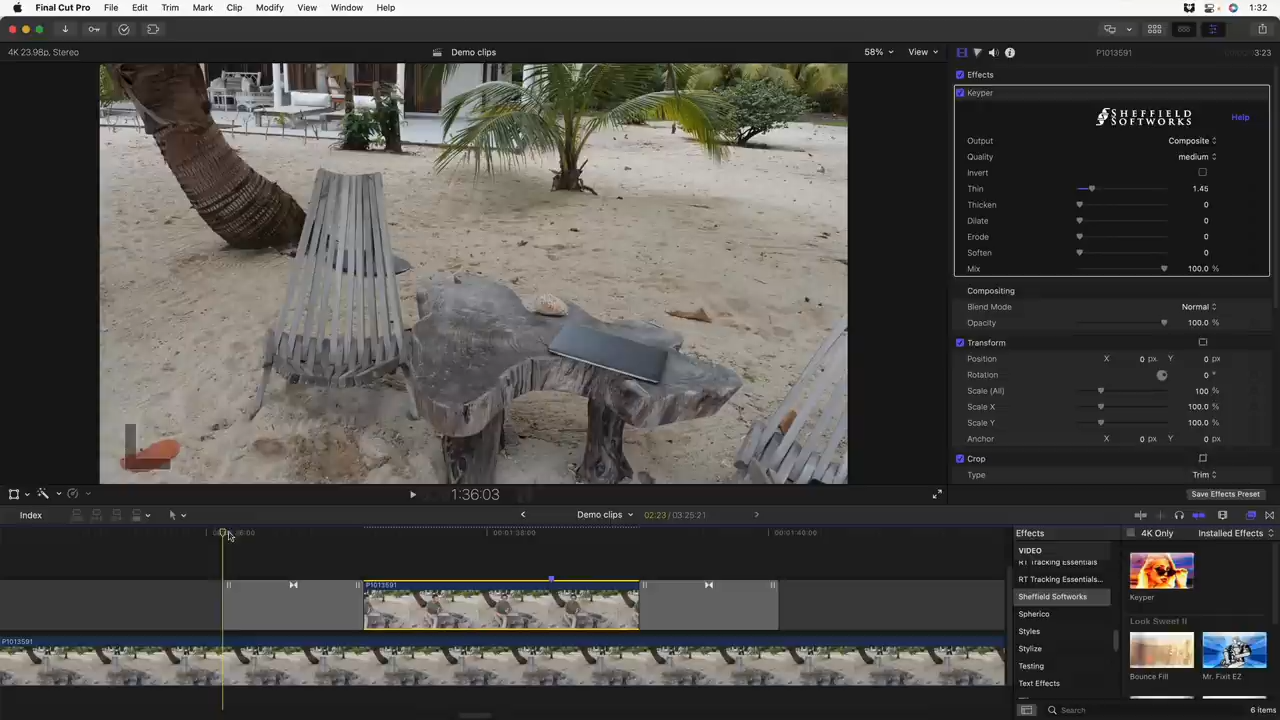 Final Cut Pro File Edit Trim Mark Clip Modify View Window Help 1:32
4K 23.98p, Stereo Demo clips 58% View P1013591 3:23
Effects
Keyper
SHEFFIELD SOFTWORKS Help
Output Composite
Quality medium
Invert
Thin 1.45
Thicken 0
Dilate 0
Erode 0
Soften 0
Mix 100.0 %
Compositing
Blend Mode Normal
Opacity 100.0 %
Transform
Position X 0 px Y 0 px
Rotation 0 °
Scale (All) 100 %
Scale X 100.0 %
Scale Y 100.0 %
Anchor X 0 px Y 0 px
Crop
Type Trim
1:36:03 Save Effects Preset
Index Demo clips 02:23 / 03:25:21
00:01:38:00 00:01:40:00
P1013591
P1013591
Effects 4K Only Installed Effects
VIDEO
RT Tracking Essentials
RT Tracking Essentials...
Sheffield Softworks
Spherico
Styles
Stylize
Testing
Text Effects
Keyper
Look Sweet II
Bounce Fill Mr. Fixit EZ
Search 6 items